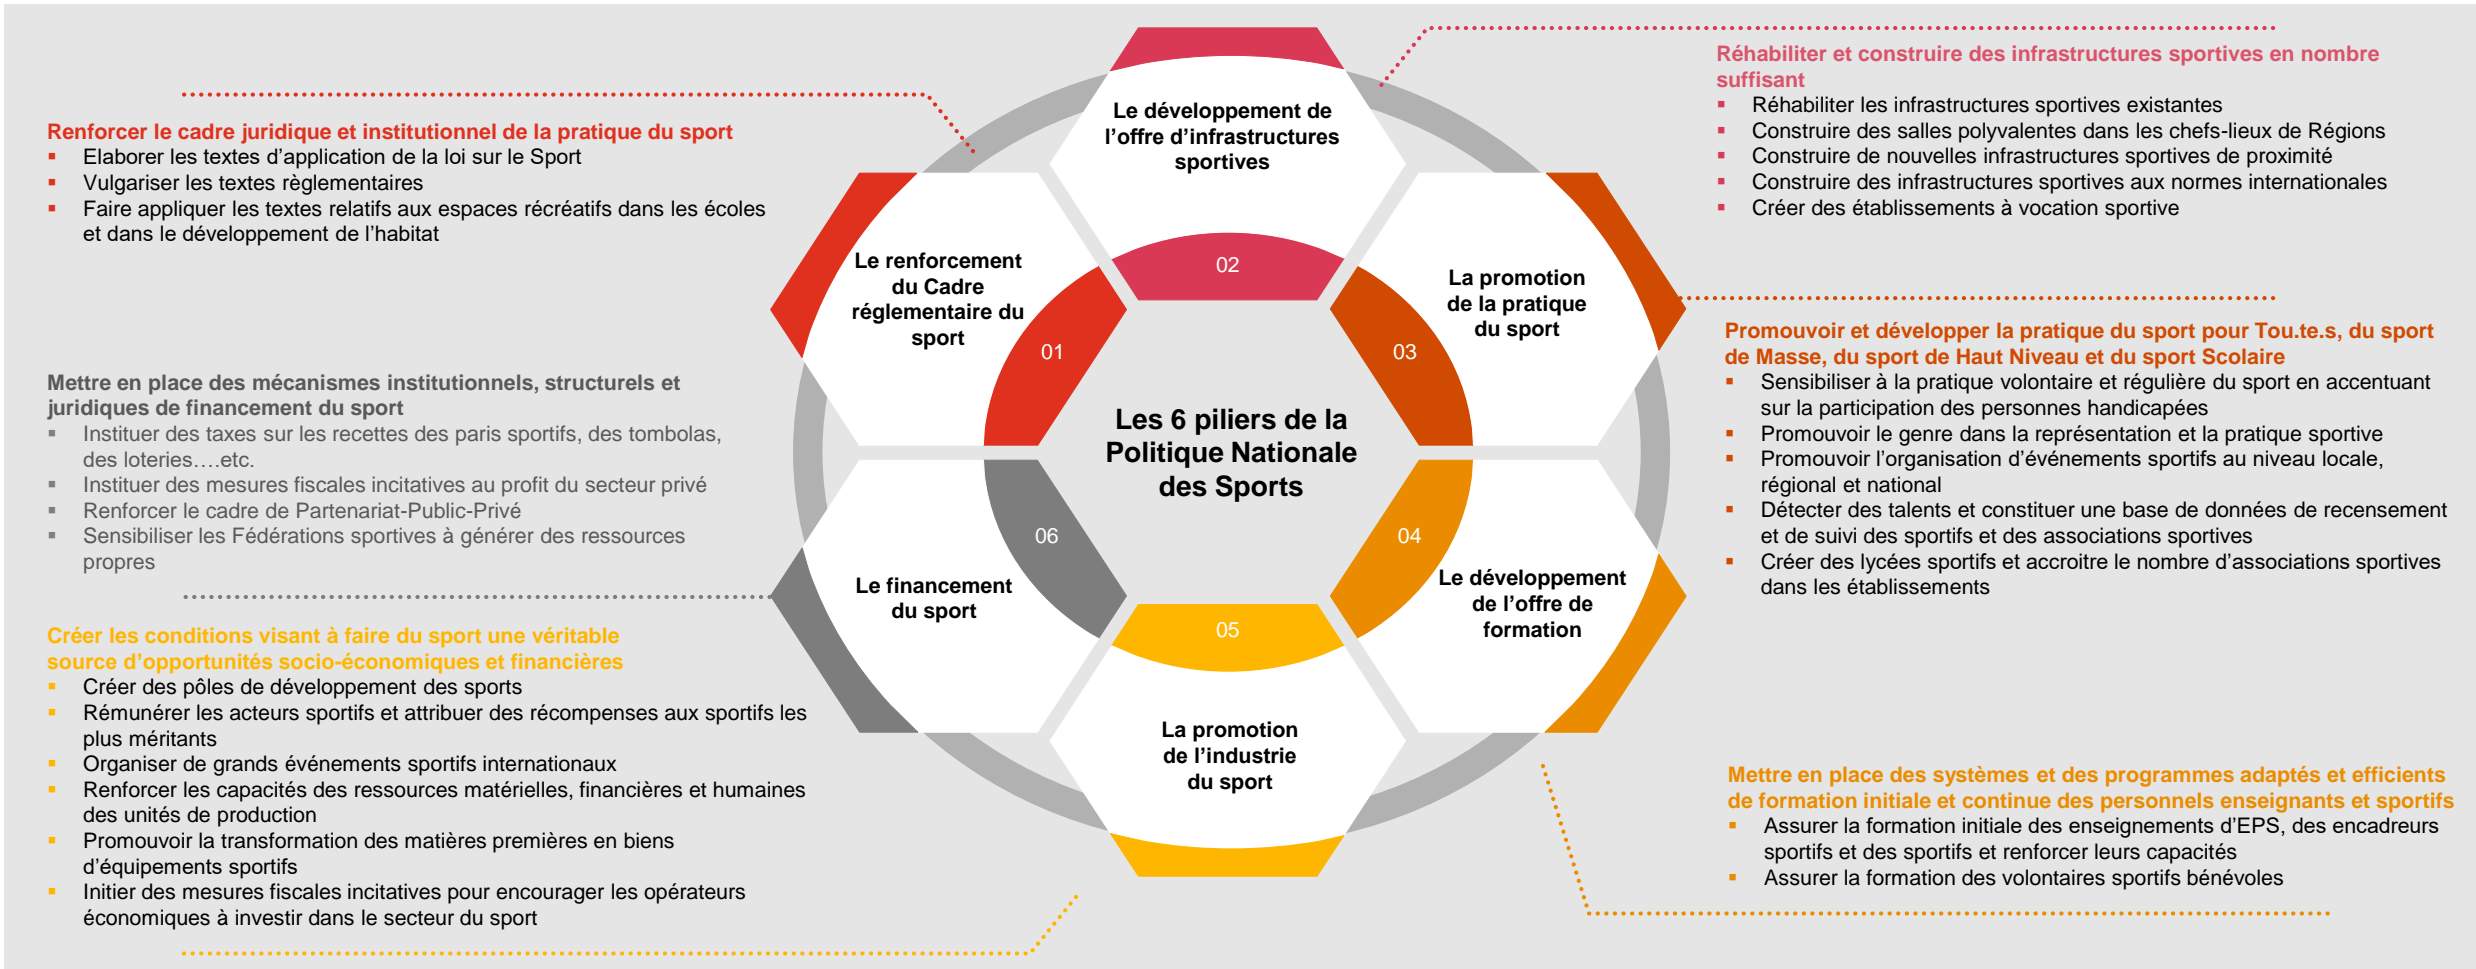 Renforcer le cadre juridique et institutionnel de la pratique du sport
▪ Elaborer les textes d’application de la loi sur le Sport
▪ Vulgariser les textes règlementaires
▪ Faire appliquer les textes relatifs aux espaces récréatifs dans les écoles
et dans le développement de l’habitat
Mettre en place des mécanismes institutionnels, structurels et
juridiques de financement du sport
▪ Instituer des taxes sur les recettes des paris sportifs, des tombolas,
des loteries….etc.
▪ Instituer des mesures fiscales incitatives au profit du secteur privé
▪ Renforcer le cadre de Partenariat-Public-Privé
▪ Sensibiliser les Fédérations sportives à générer des ressources
propres
Créer les conditions visant à faire du sport une véritable
source d’opportunités socio-économiques et financières
▪ Créer des pôles de développement des sports
▪ Rémunérer les acteurs sportifs et attribuer des récompenses aux sportifs les
plus méritants
▪ Organiser de grands événements sportifs internationaux
▪ Renforcer les capacités des ressources matérielles, financières et humaines
des unités de production
▪ Promouvoir la transformation des matières premières en biens
d’équipements sportifs
▪ Initier des mesures fiscales incitatives pour encourager les opérateurs
économiques à investir dans le secteur du sport
Le développement de
l’offre d’infrastructures
sportives
02
Le renforcement
du Cadre
réglementaire du
sport
01
La promotion
de la pratique
du sport
03
Les 6 piliers de la
Politique Nationale
des Sports
06
Le financement
du sport
04
Le développement
de l’offre de
formation
05
La promotion
de l’industrie
du sport
Réhabiliter et construire des infrastructures sportives en nombre
suffisant
▪ Réhabiliter les infrastructures sportives existantes
▪ Construire des salles polyvalentes dans les chefs-lieux de Régions
▪ Construire de nouvelles infrastructures sportives de proximité
▪ Construire des infrastructures sportives aux normes internationales
▪ Créer des établissements à vocation sportive
Promouvoir et développer la pratique du sport pour Tou.te.s, du sport
de Masse, du sport de Haut Niveau et du sport Scolaire
▪ Sensibiliser à la pratique volontaire et régulière du sport en accentuant
sur la participation des personnes handicapées
▪ Promouvoir le genre dans la représentation et la pratique sportive
▪ Promouvoir l’organisation d’événements sportifs au niveau locale,
régional et national
▪ Détecter des talents et constituer une base de données de recensement
et de suivi des sportifs et des associations sportives
▪ Créer des lycées sportifs et accroitre le nombre d’associations sportives
dans les établissements
Mettre en place des systèmes et des programmes adaptés et efficients
de formation initiale et continue des personnels enseignants et sportifs
▪ Assurer la formation initiale des enseignements d’EPS, des encadreurs
sportifs et des sportifs et renforcer leurs capacités
▪ Assurer la formation des volontaires sportifs bénévoles